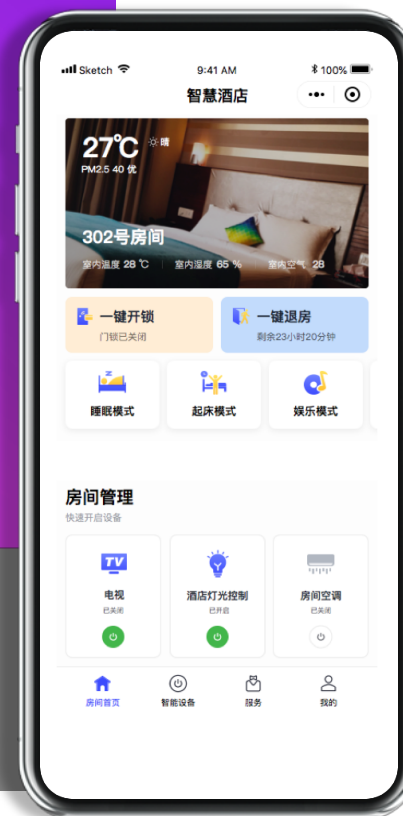 Sketch
9:41 AM
100%
智慧酒店
27℃ 晴
PM2.5 40 优
302号房间
室内温度 28 ℃ 室内湿度 65 % 室内空气 28
一键开锁
门锁已关闭
一键退房
剩余23小时20分钟
睡眠模式
起床模式
娱乐模式
房间管理
快速开启设备
TV
电视
已关闭
酒店灯光控制
已开启
房间空调
已关闭
房间首页
智能设备
服务
我的